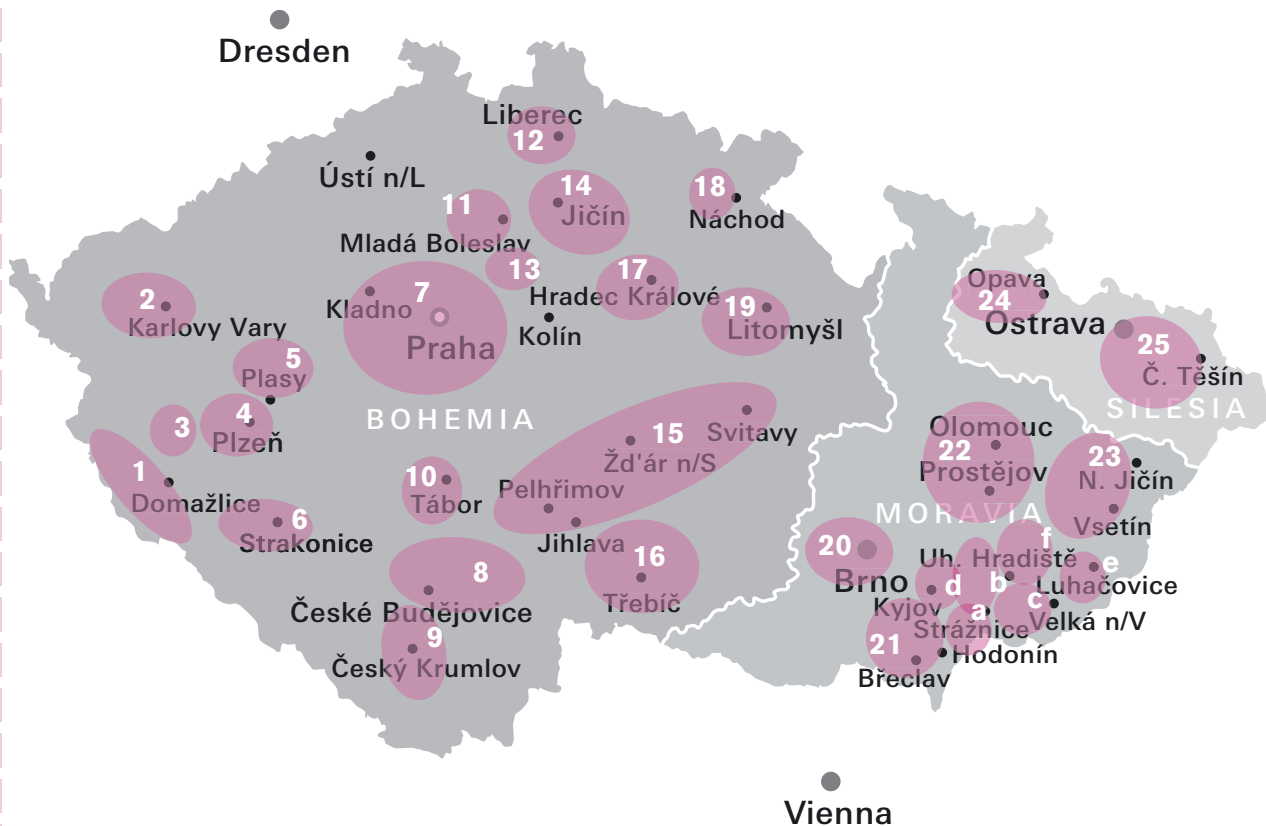 Dresden
Liberec
12
Ústí n/L
14
Jičín
18
Náchod
11
Mladá Boleslav
13
17
Hradec Králové
2
Karlovy Vary
7
Kladno
Praha
Kolín
19
Litomyšl
Opava
24
Ostrava
25
Č. Těšín
SILESIA
5
Plasy
3
4
Plzeň
BOHEMIA
15
Svitavy
Žd'ár n/S
Olomouc
22
Prostějov
23
N. Jičín
Vsetín
MORAVIA
1
Domažlice
10
Tábor
Pelhřimov
6
Strakonice
Jihlava
16
Třebíč
20
Brno
f
Uh. Hradiště
e
Luhačovice
d
b
c
Kyjov
a
Velká n/V
Strážnice
8
České Budějovice
9
Český Krumlov
21
Hodonín
Břeclav
Vienna